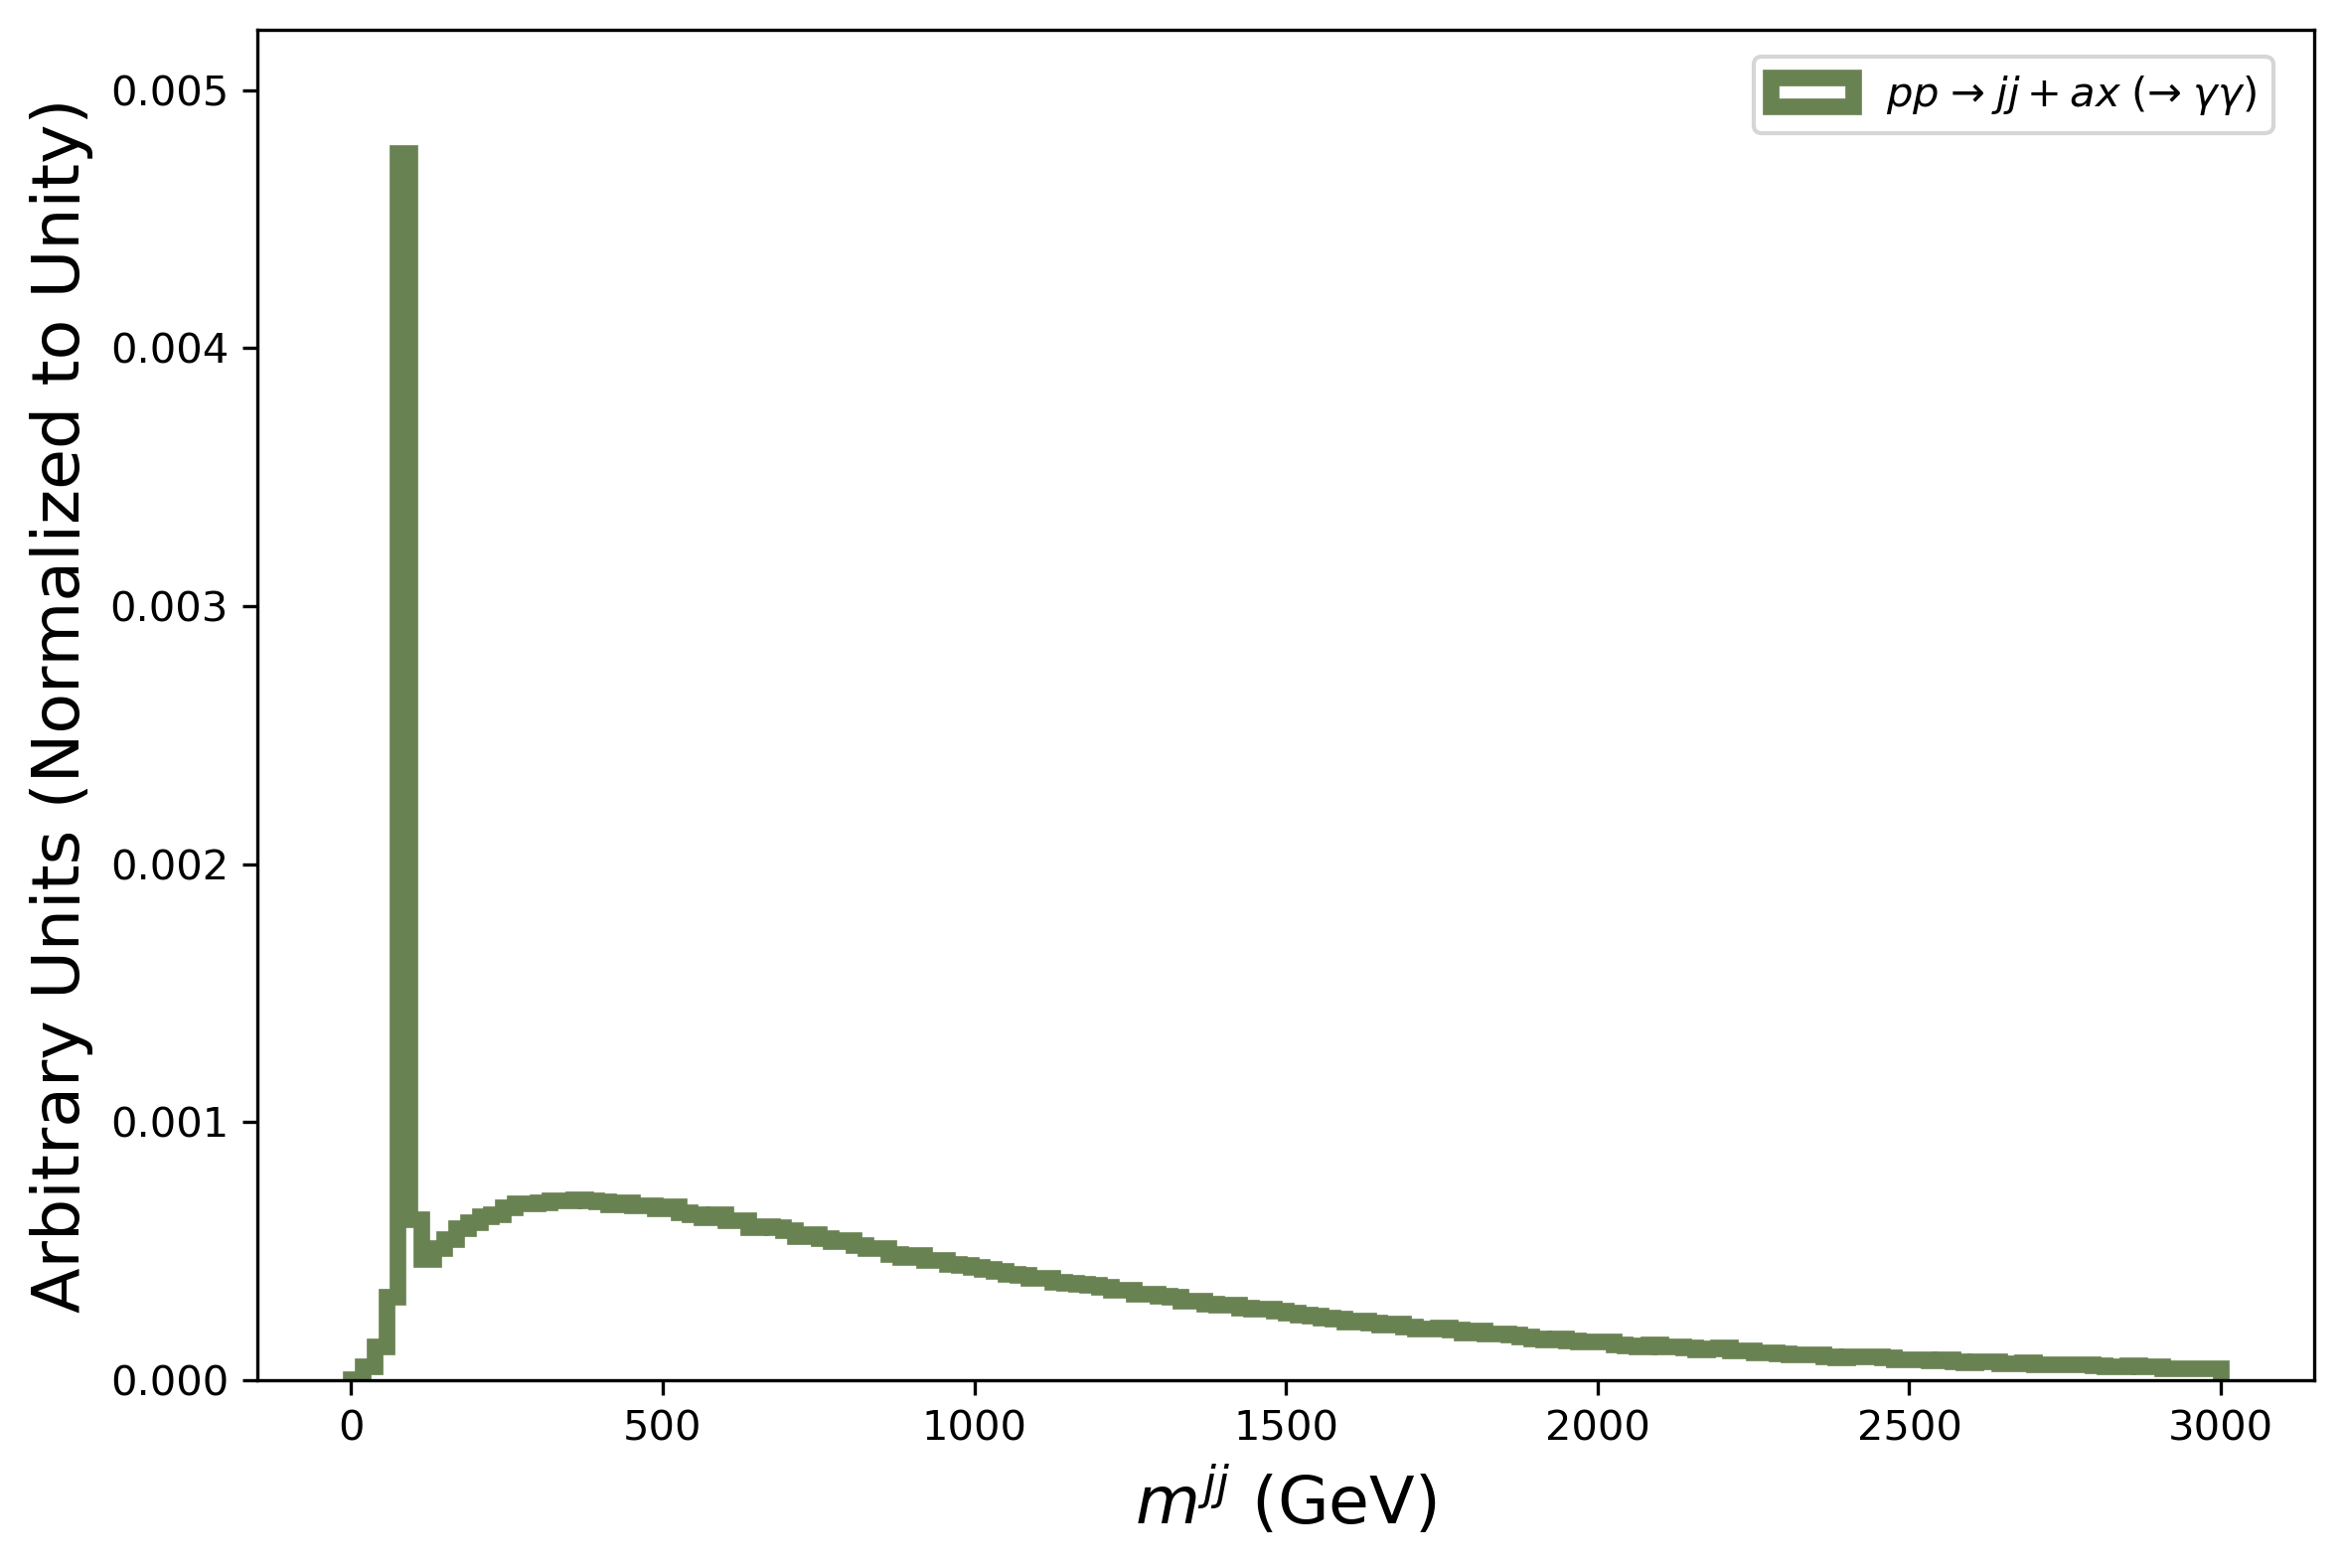 pp → jj + ax (→ γγ)
Arbitrary Units (Normalized to Unity)
0.005
0.004
0.003
0.002
0.001
0.000
0 500 1000 1500 2000 2500 3000
m^{jj} (GeV)